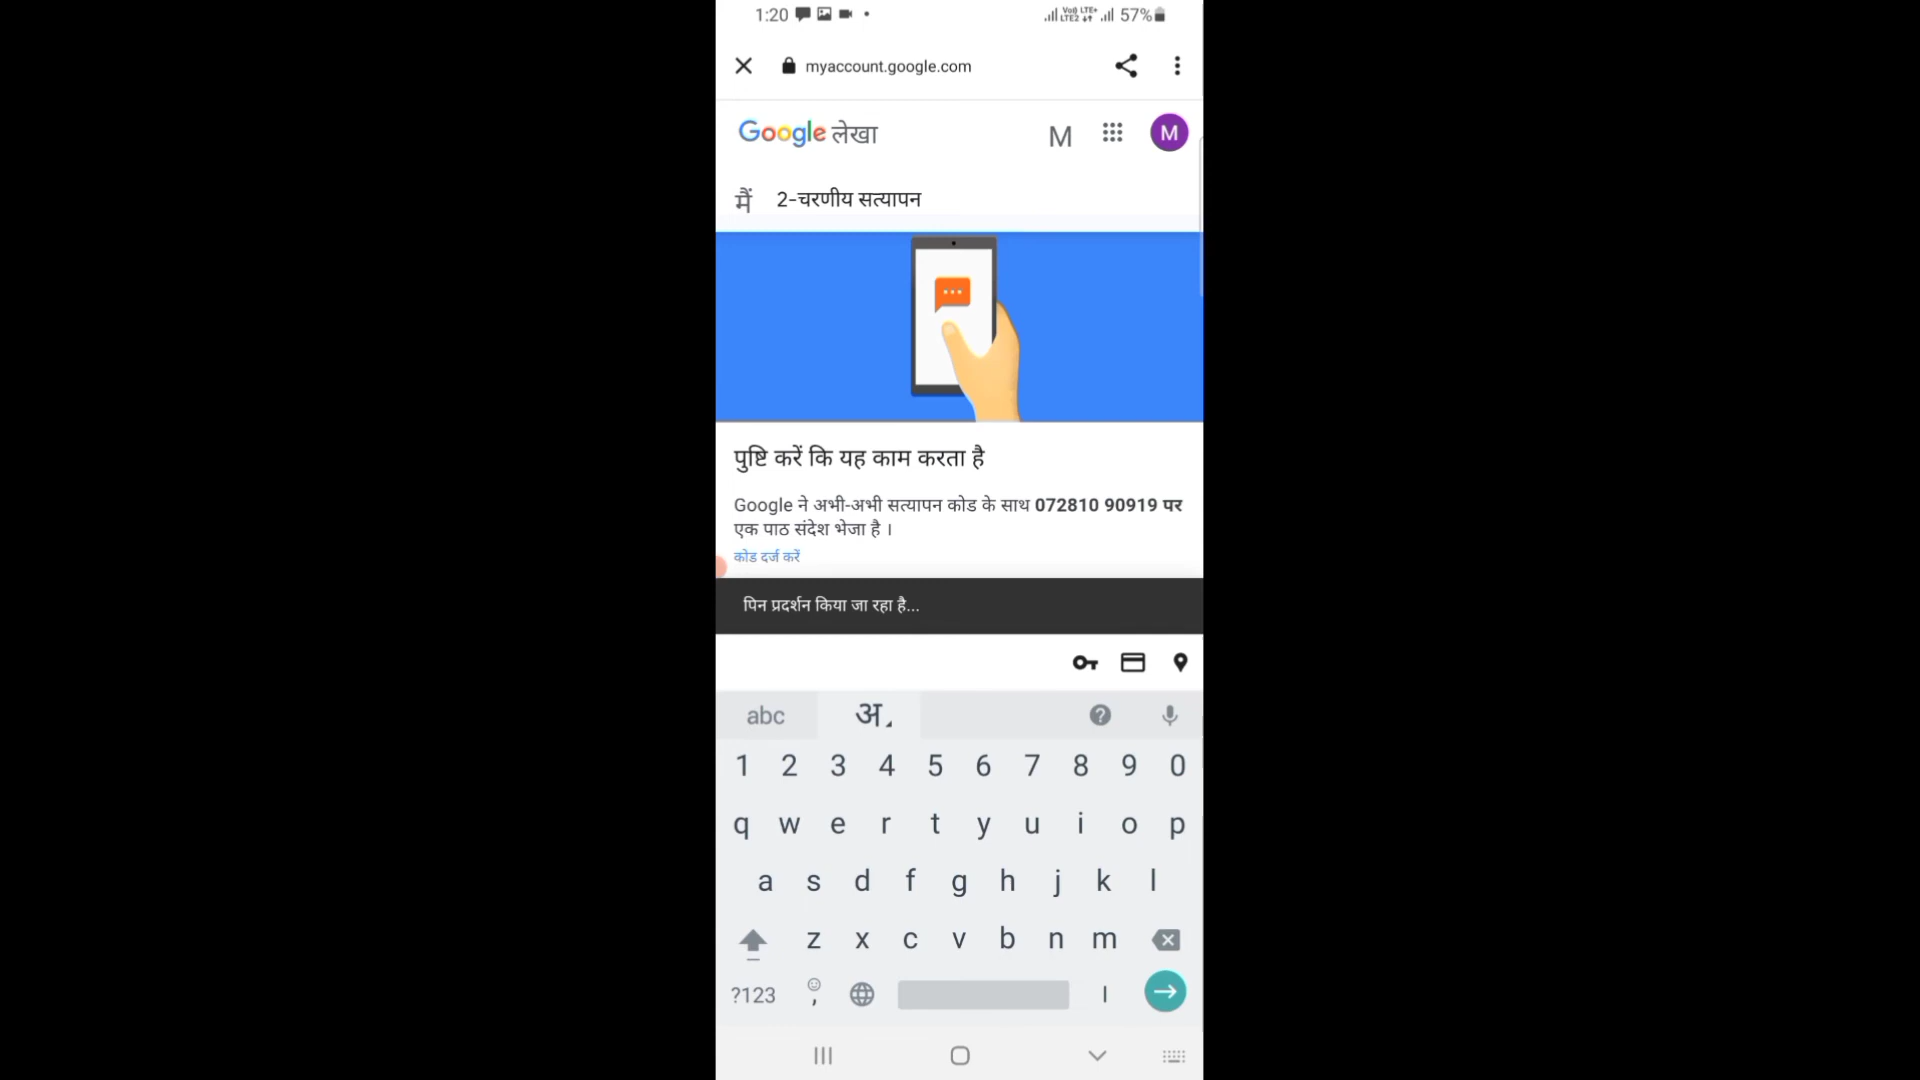 1:20 57%
myaccount.google.com
Google लेखा M M
मैं 2-चरणीय सत्यापन
पुष्टि करें कि यह काम करता है
Google ने अभी-अभी सत्यापन कोड के साथ 072810 90919 पर
एक पाठ संदेश भेजा है ।
कोड दर्ज करें
पिन प्रदर्शन किया जा रहा है...
abc अ
1 2 3 4 5 6 7 8 9 0
q w e r t y u i o p
a s d f g h j k l
z x c v b n m
?123 , ।